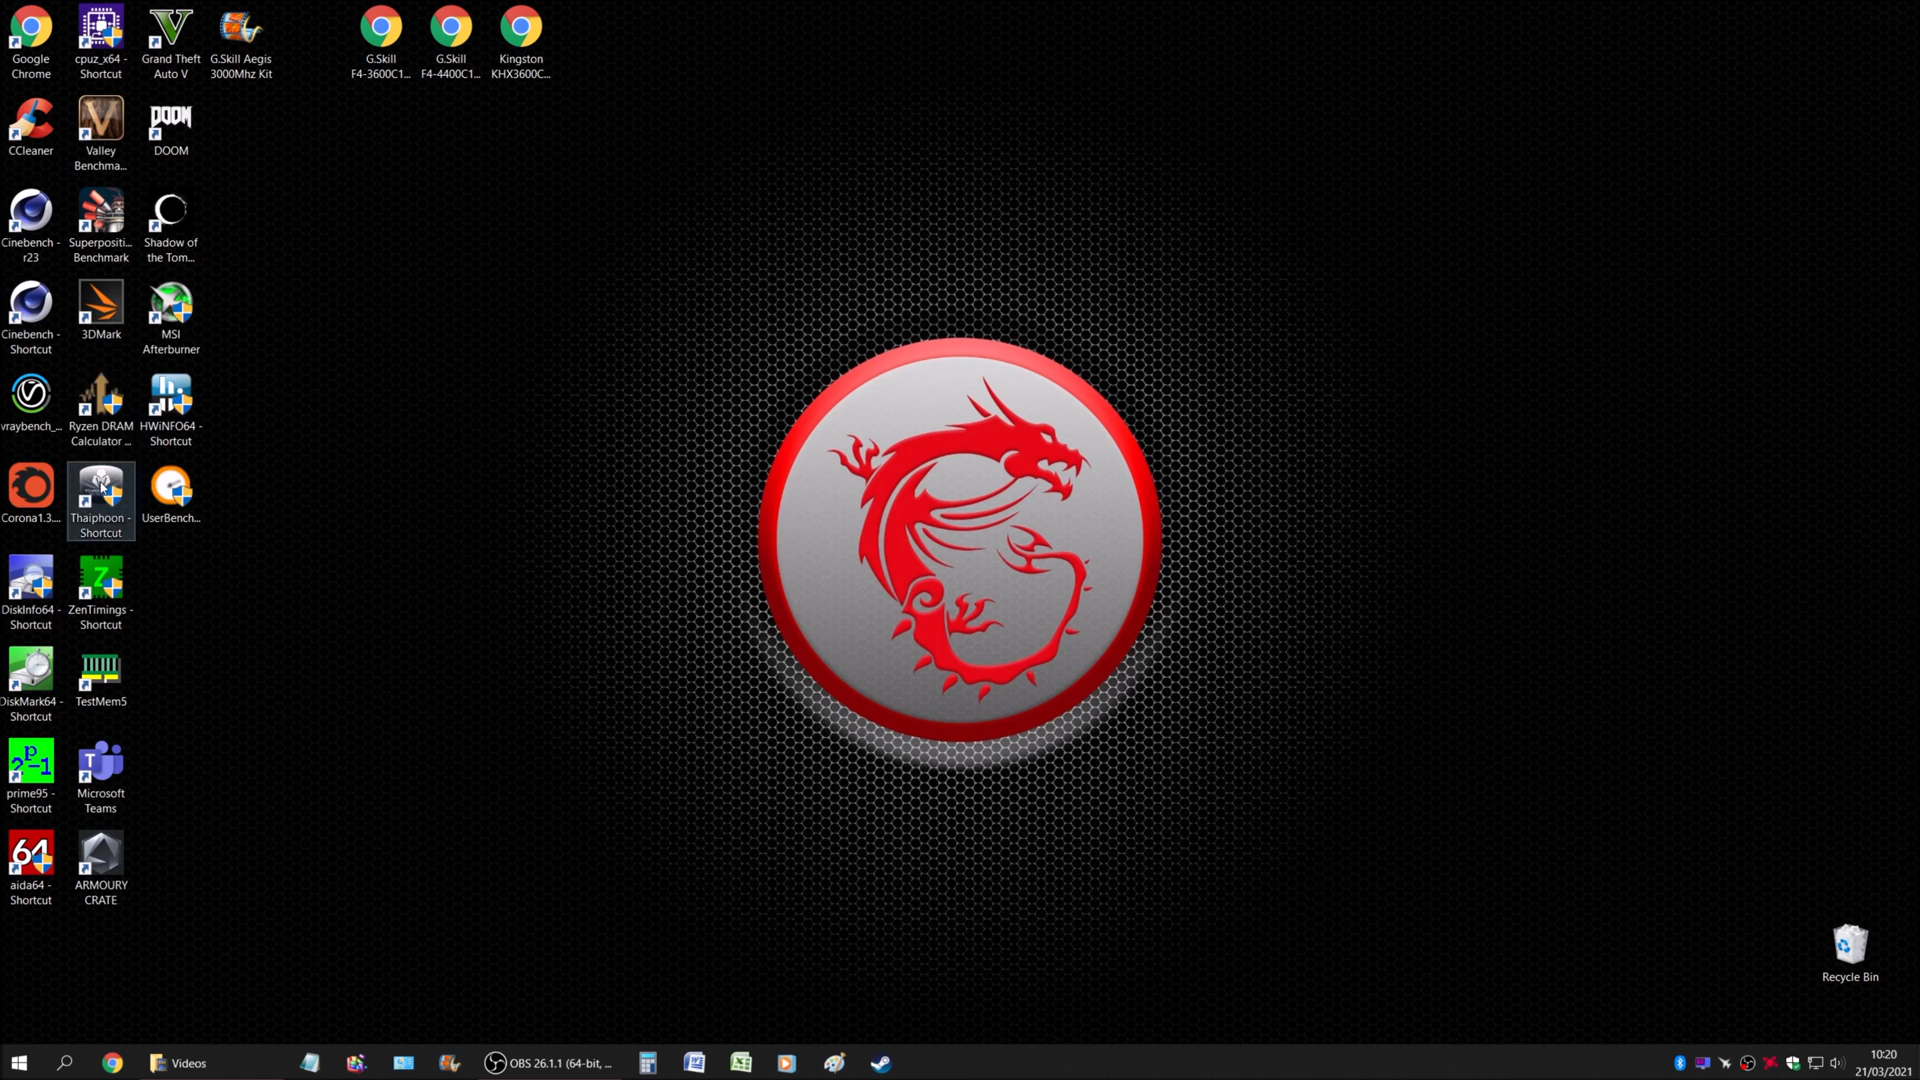 Google
Chrome
cpuz_x64 -
Shortcut
Grand Theft
Auto V
G.Skill Aegis
3000Mhz Kit
G.Skill
F4-3600C1...
G.Skill
F4-4400C1...
Kingston
KHX3600C...
CCleaner
Valley
Benchma...
DOOM
DOOM
Cinebench -
r23
Superpositi...
Benchmark
Shadow of
the Tom...
Cinebench -
Shortcut
3DMark
MSI
Afterburner
vraybench_...
Ryzen DRAM
Calculator ...
HWiNFO64 -
Shortcut
Corona1.3....
Thaiphoon -
Shortcut
UserBench...
DiskInfo64 -
Shortcut
Z
ZenTimings -
Shortcut
DiskMark64 -
Shortcut
TestMem5
2
p
-1
prime95 -
Shortcut
T
Microsoft
Teams
64
aida64 -
Shortcut
ARMOURY
CRATE
Recycle Bin
Videos
OBS 26.1.1 (64-bit, ...
10:20
21/03/2021